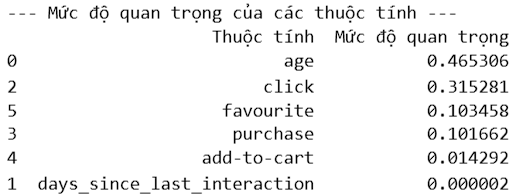 --- Mức độ quan trọng của các thuộc tính ---
Thuộc tính Mức độ quan trọng
0 age 0.465306
2 click 0.315281
5 favourite 0.103458
3 purchase 0.101662
4 add-to-cart 0.014292
1 days_since_last_interaction 0.000002